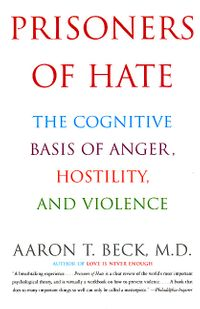 PRISONERS
OF HATE
THE COGNITIVE
BASIS OF ANGER,
HOSTILITY,
AND VIOLENCE
AARON T. BECK, M.D.
AUTHOR OF LOVE IS NEVER ENOUGH
"A breathtaking experience. . . . Prisoners of Hate is a clear review of the world's most important
psychological theory, and is virtually a workbook on how to prevent violence. . . . A book that
does so many important things so well can only be called a masterpiece." —Philadelphia Inquirer